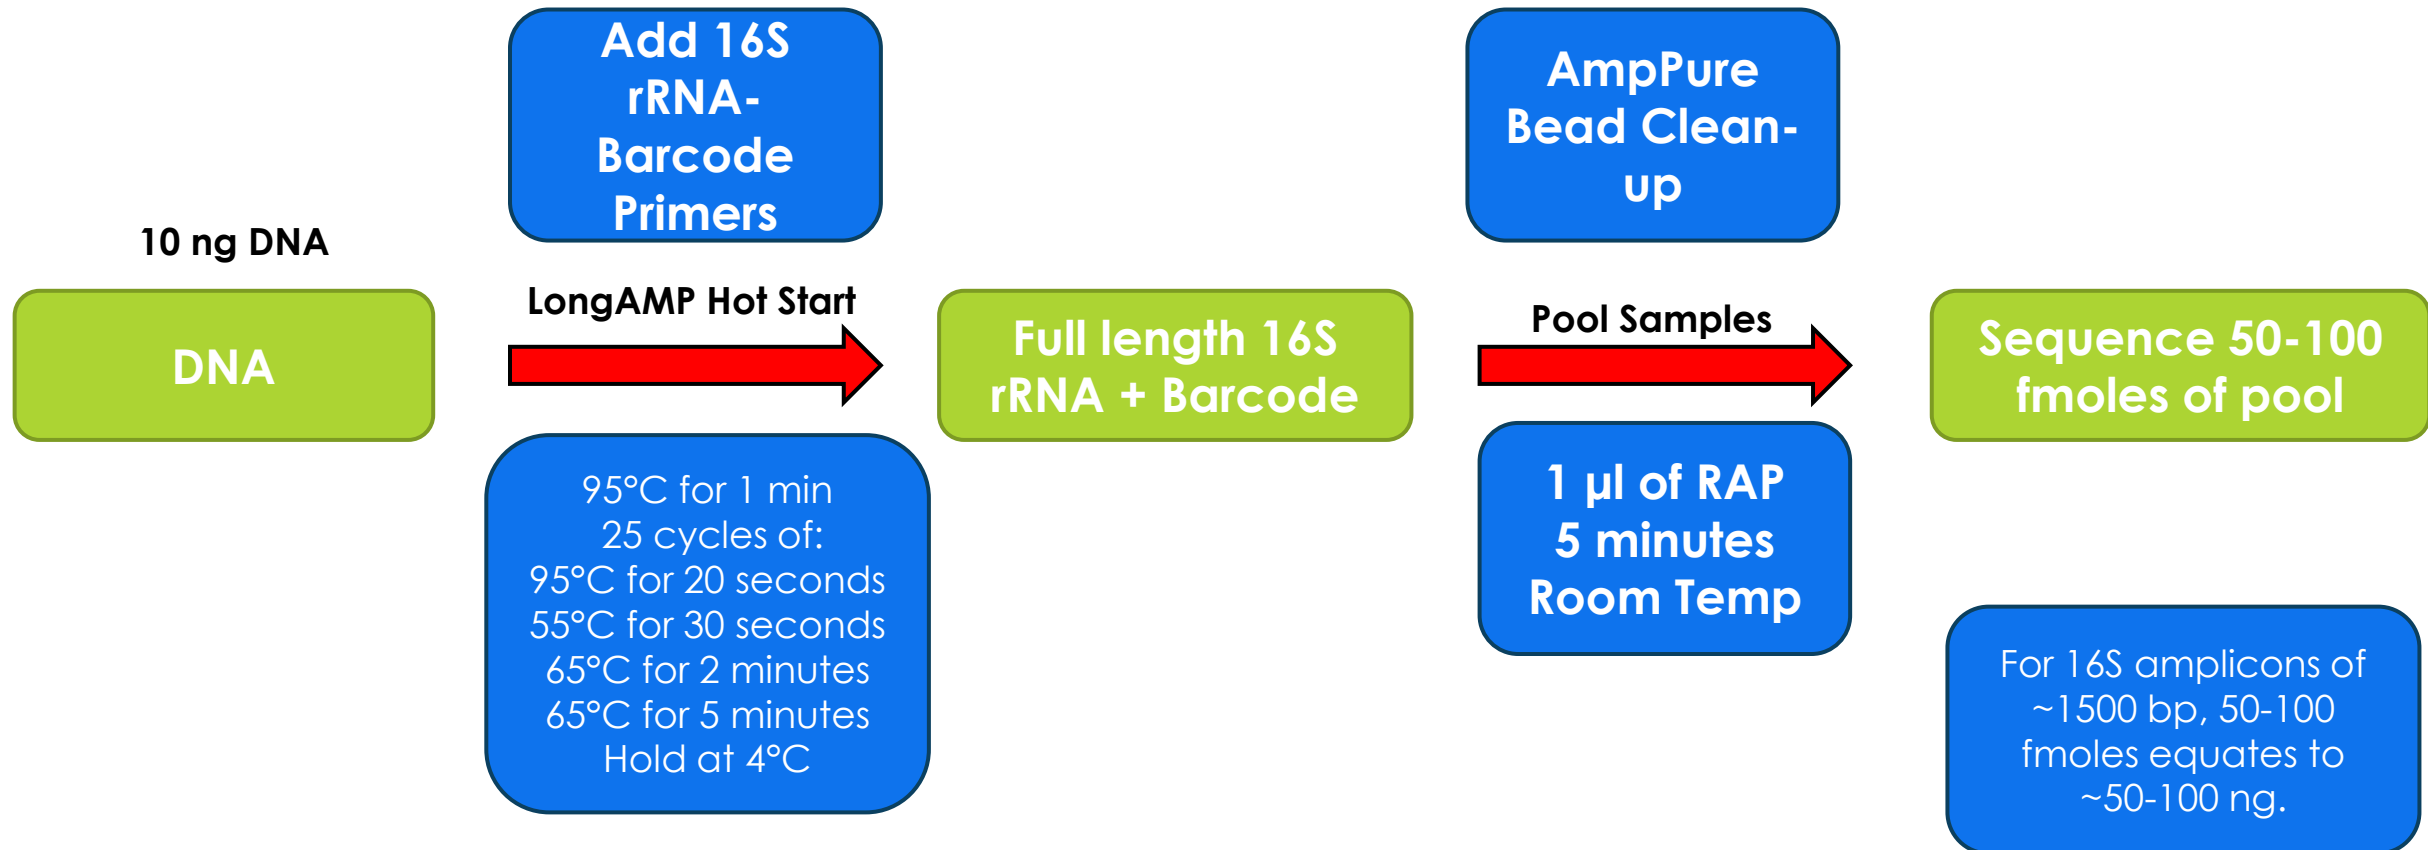 10 ng DNA
DNA
Add 16S
rRNA-
Barcode
Primers
LongAMP Hot Start
95°C for 1 min
25 cycles of:
95°C for 20 seconds
55°C for 30 seconds
65°C for 2 minutes
65°C for 5 minutes
Hold at 4°C
Full length 16S
rRNA + Barcode
AmpPure
Bead Clean-
up
Pool Samples
1 µl of RAP
5 minutes
Room Temp
Sequence 50-100
fmoles of pool
For 16S amplicons of
~1500 bp, 50-100
fmoles equates to
~50-100 ng.